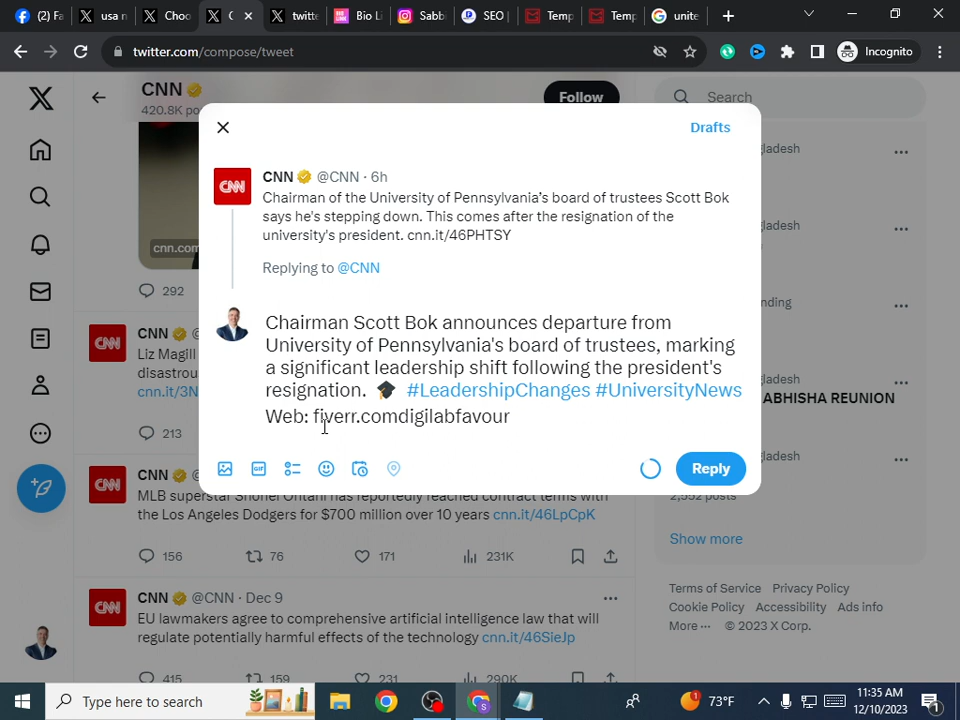 (2) Fa
usa n
Choo
C
twitte
Bio Li
Sabb
SEO |
Temp
Temp
unite
twitter.com/compose/tweet
Incognito
CNN
420.8K po
Follow
Search
Drafts
CNN @CNN · 6h
Chairman of the University of Pennsylvania's board of trustees Scott Bok
says he's stepping down. This comes after the resignation of the
university's president. cnn.it/46PHTSY
Replying to @CNN
Chairman Scott Bok announces departure from
University of Pennsylvania's board of trustees, marking
a significant leadership shift following the president's
resignation. 🎓 #LeadershipChanges #UniversityNews
Web: fiverr.comdigilabfavour
Reply
cnn.com
292
CNN
Liz Magill
disastrou
cnn.it/3N
213
CNN
MLB superstar Shohei Ohtani has reportedly reached contract terms with
the Los Angeles Dodgers for $700 million over 10 years cnn.it/46LpCpK
156 76 171 231K
CNN @CNN · Dec 9
EU lawmakers agree to comprehensive artificial intelligence law that will
regulate potentially harmful effects of the technology cnn.it/46SieJp
415 159 231 290K
ladesh
ladesh
nding
ladesh
ABHISHA REUNION
ladesh
2,552 posts
Show more
Terms of Service Privacy Policy
Cookie Policy Accessibility Ads info
More ··· © 2023 X Corp.
Type here to search
1
73°F
11:35 AM
12/10/2023
1